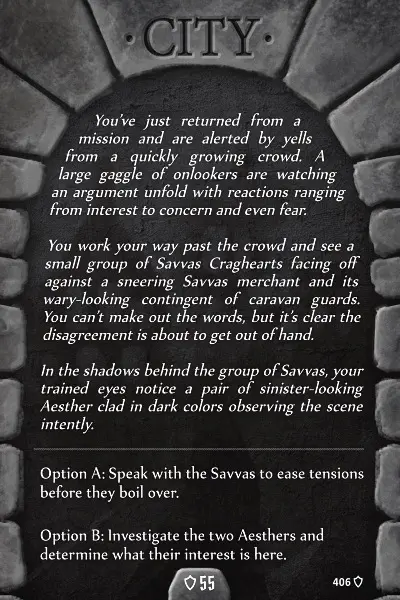 · CITY ·
You've just returned from a
mission and are alerted by yells
from a quickly growing crowd. A
large gaggle of onlookers are watching
an argument unfold with reactions ranging
from interest to concern and even fear.
You work your way past the crowd and see a
small group of Savvas Craghearts facing off
against a sneering Savvas merchant and its
wary-looking contingent of caravan guards.
You can't make out the words, but it's clear the
disagreement is about to get out of hand.
In the shadows behind the group of Savvas, your
trained eyes notice a pair of sinister-looking
Aesther clad in dark colors observing the scene
intently.
Option A: Speak with the Savvas to ease tensions
before they boil over.
Option B: Investigate the two Aesthers and
determine what their interest is here.
55
406